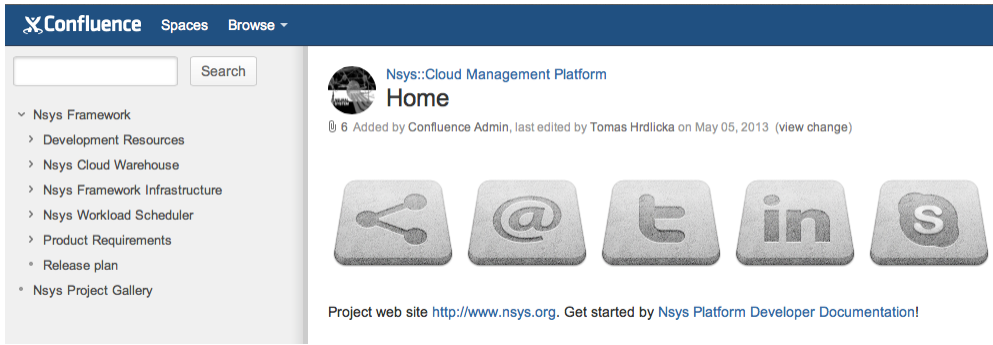 Confluence Spaces Browse
Search
Nsys Framework
Development Resources
Nsys Cloud Warehouse
Nsys Framework Infrastructure
Nsys Workload Scheduler
Product Requirements
Release plan
Nsys Project Gallery
Nsys::Cloud Management Platform
Home
6 Added by Confluence Admin, last edited by Tomas Hrdlicka on May 05, 2013 (view change)
@ t in S
Project web site http://www.nsys.org. Get started by Nsys Platform Developer Documentation!